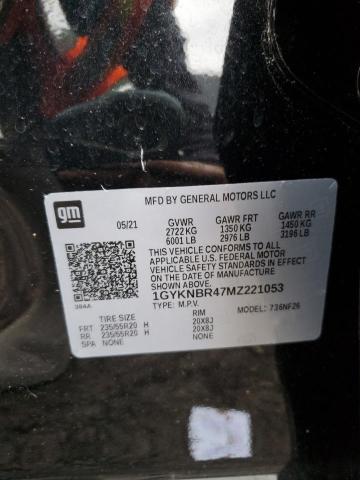 MFD BY GENERAL MOTORS LLC
gm
05/21 GVWR GAWR FRT GAWR RR
2722 KG 1350 KG 1450 KG
6001 LB 2976 LB 3196 LB
THIS VEHICLE CONFORMS TO ALL APPLICABLE
U.S. FEDERAL MOTOR VEHICLE SAFETY AND
THEFT PREVENTION STANDARDS IN EFFECT ON
THE DATE OF MANUFACTURE SHOWN ABOVE.
1GYKNBR47MZ221053
384A TYPE: M.P.V. MODEL: 736NF26
TIRE SIZE RIM
FRT 235/55R20 H 20X8J
RR 235/55R20 H 20X8J
SPA NONE NONE